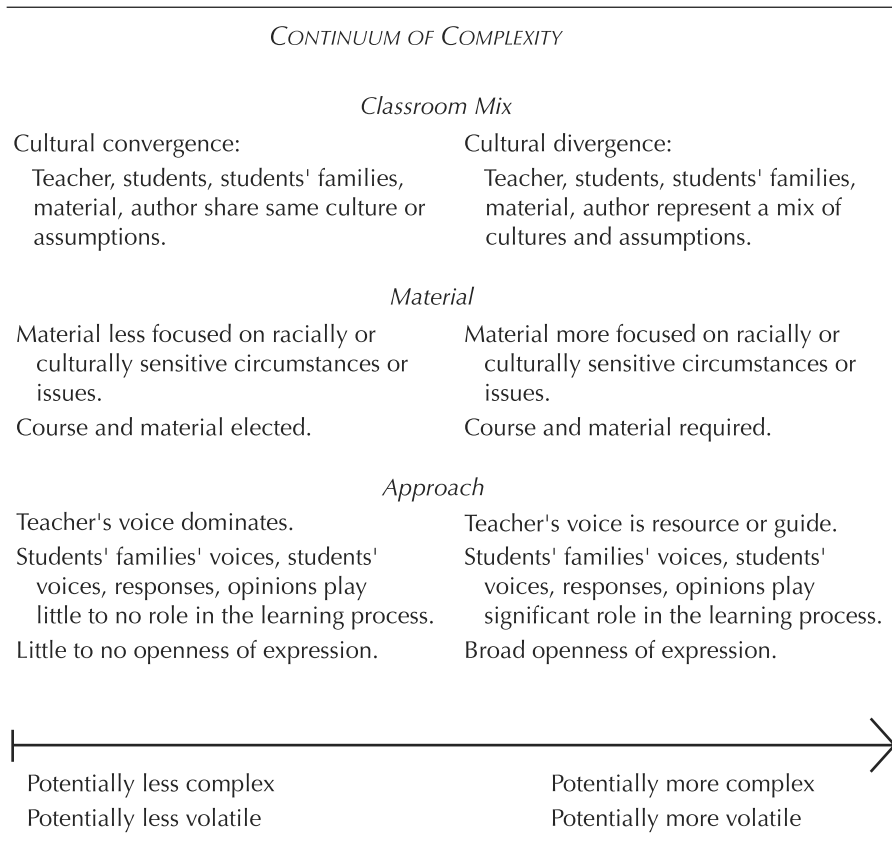 CONTINUUM OF COMPLEXITY
Classroom Mix
Cultural convergence:
Teacher, students, students' families,
material, author share same culture or
assumptions.
Cultural divergence:
Teacher, students, students' families,
material, author represent a mix of
cultures and assumptions.
Material
Material less focused on racially or
culturally sensitive circumstances or
issues.
Course and material elected.
Material more focused on racially or
culturally sensitive circumstances or
issues.
Course and material required.
Approach
Teacher's voice dominates.
Students' families' voices, students'
voices, responses, opinions play
little to no role in the learning process.
Little to no openness of expression.
Teacher's voice is resource or guide.
Students' families' voices, students'
voices, responses, opinions play
significant role in the learning process.
Broad openness of expression.
Potentially less complex
Potentially less volatile
Potentially more complex
Potentially more volatile